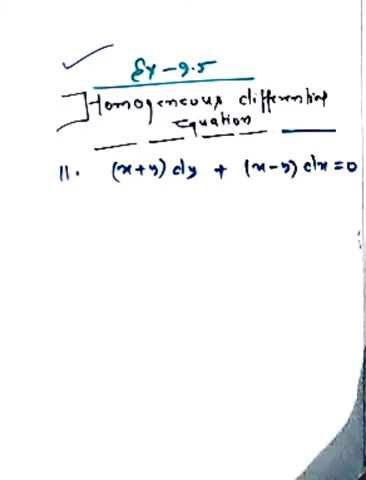 Ex - 9.5
Homogeneous differential
Equation
11. (x+y) dy + (x-y) dx = 0